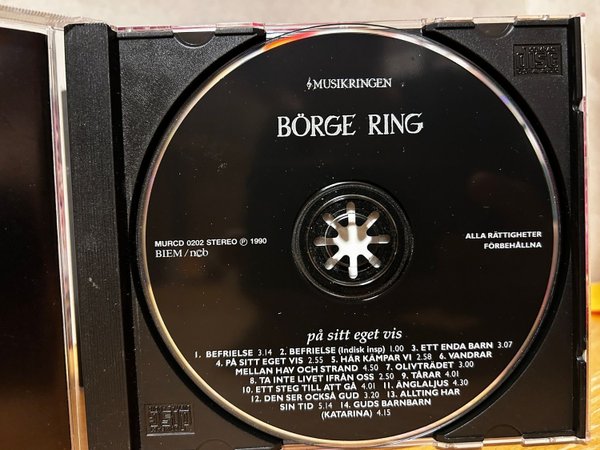 MUSIKRINGEN
BÖRGE RING
MURCD 0202 STEREO Ⓟ 1990
BIEM/ncb
ALLA RÄTTIGHETER
FÖRBEHÅLLNA
på sitt eget vis
1. BEFRIELSE 3.14 2. BEFRIELSE (Indisk insp) 1.00 3. ETT ENDA BARN 3.07
4. PÅ SITT EGET VIS 2.55 5. HÄR KÄMPAR VI 2.58 6. VANDRAR
MELLAN HAV OCH STRAND 4.50 7. OLIVTRÄDET 3.00
8. TA INTE LIVET IFRÅN OSS 2.50 9. TÅRAR 4.01
10. ETT STEG TILL ATT GÅ 4.01 11. ÄNGLALJUS 4.30
12. DEN SER OCKSÅ GUD 3.20 13. ALLTING HAR
SIN TID 5.14 14. GUDS BARNBARN
(KATARINA) 4.15